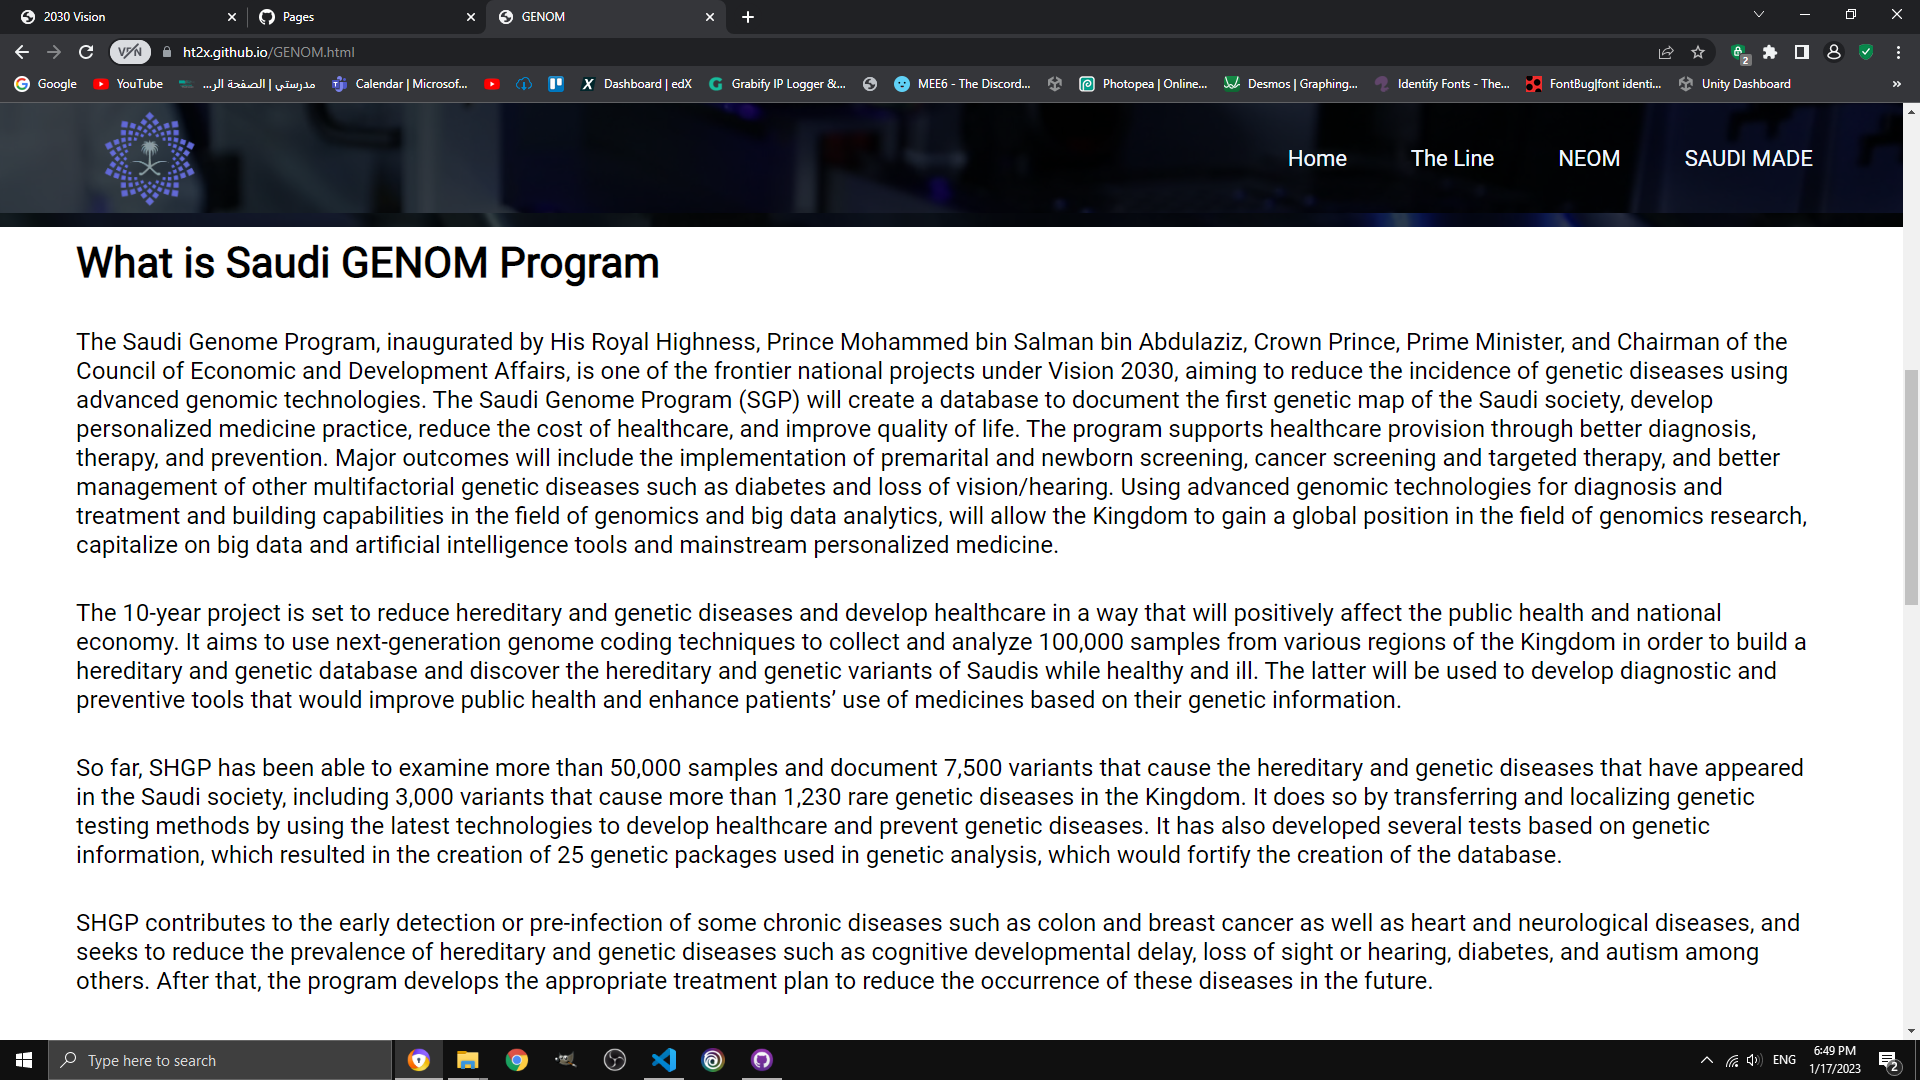 2030 Vision
Pages
GENOM
VPN
ht2x.github.io/GENOM.html
2
Google
YouTube
مدرستي | الصفحة الر...
Calendar | Microsof...
Dashboard | edX
Grabify IP Logger &...
MEE6 - The Discord...
Photopea | Online...
Desmos | Graphing...
Identify Fonts - The...
FontBug|font identi...
Unity Dashboard
»
Home
The Line
NEOM
SAUDI MADE
What is Saudi GENOM Program
The Saudi Genome Program, inaugurated by His Royal Highness, Prince Mohammed bin Salman bin Abdulaziz, Crown Prince, Prime Minister, and Chairman of the
Council of Economic and Development Affairs, is one of the frontier national projects under Vision 2030, aiming to reduce the incidence of genetic diseases using
advanced genomic technologies. The Saudi Genome Program (SGP) will create a database to document the first genetic map of the Saudi society, develop
personalized medicine practice, reduce the cost of healthcare, and improve quality of life. The program supports healthcare provision through better diagnosis,
therapy, and prevention. Major outcomes will include the implementation of premarital and newborn screening, cancer screening and targeted therapy, and better
management of other multifactorial genetic diseases such as diabetes and loss of vision/hearing. Using advanced genomic technologies for diagnosis and
treatment and building capabilities in the field of genomics and big data analytics, will allow the Kingdom to gain a global position in the field of genomics research,
capitalize on big data and artificial intelligence tools and mainstream personalized medicine.
The 10-year project is set to reduce hereditary and genetic diseases and develop healthcare in a way that will positively affect the public health and national
economy. It aims to use next-generation genome coding techniques to collect and analyze 100,000 samples from various regions of the Kingdom in order to build a
hereditary and genetic database and discover the hereditary and genetic variants of Saudis while healthy and ill. The latter will be used to develop diagnostic and
preventive tools that would improve public health and enhance patients’ use of medicines based on their genetic information.
So far, SHGP has been able to examine more than 50,000 samples and document 7,500 variants that cause the hereditary and genetic diseases that have appeared
in the Saudi society, including 3,000 variants that cause more than 1,230 rare genetic diseases in the Kingdom. It does so by transferring and localizing genetic
testing methods by using the latest technologies to develop healthcare and prevent genetic diseases. It has also developed several tests based on genetic
information, which resulted in the creation of 25 genetic packages used in genetic analysis, which would fortify the creation of the database.
SHGP contributes to the early detection or pre-infection of some chronic diseases such as colon and breast cancer as well as heart and neurological diseases, and
seeks to reduce the prevalence of hereditary and genetic diseases such as cognitive developmental delay, loss of sight or hearing, diabetes, and autism among
others. After that, the program develops the appropriate treatment plan to reduce the occurrence of these diseases in the future.
Type here to search
ENG
6:49 PM
1/17/2023
2